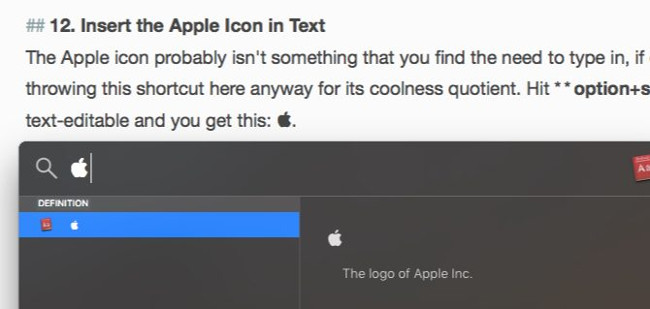 ## 12. Insert the Apple Icon in Text
The Apple icon probably isn't something that you find the need to type in, if
throwing this shortcut here anyway for its coolness quotient. Hit **option+s
text-editable and you get this: .

DEFINITION


The logo of Apple Inc.